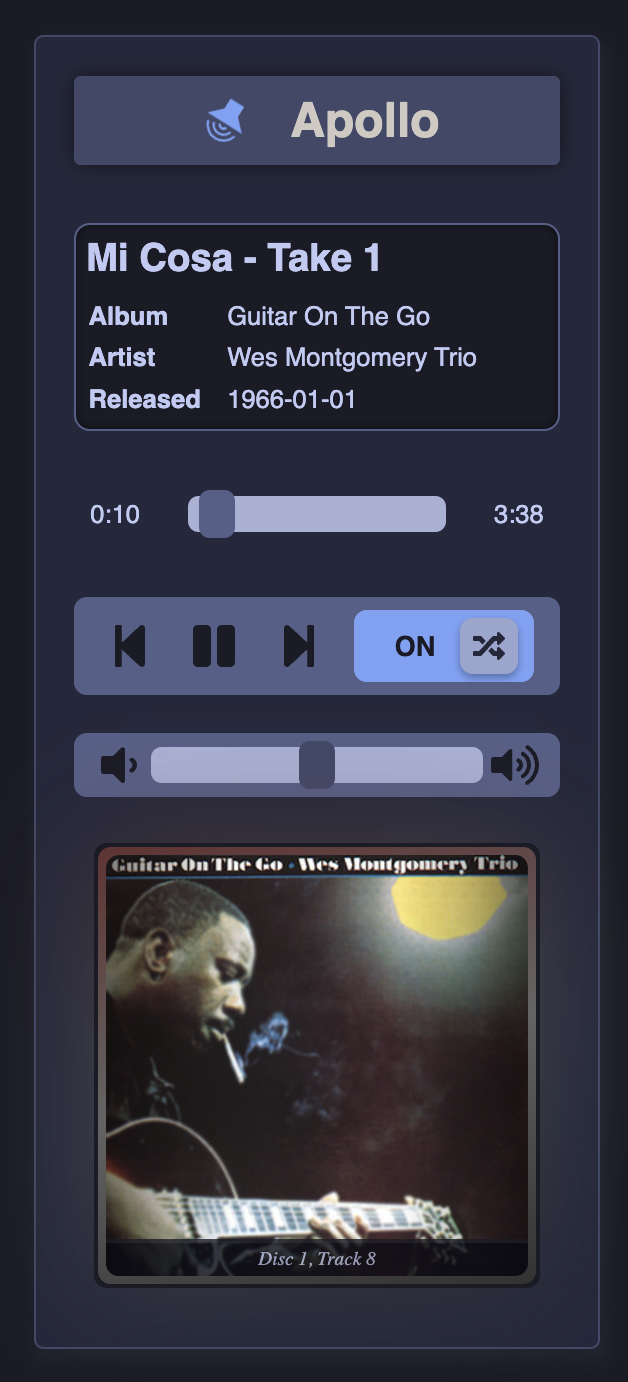 Apollo
Mi Cosa - Take 1
Album Guitar On The Go
Artist Wes Montgomery Trio
Released 1966-01-01
0:10 3:38
ON
Guitar On The Go • Wes Montgomery Trio
Disc 1, Track 8